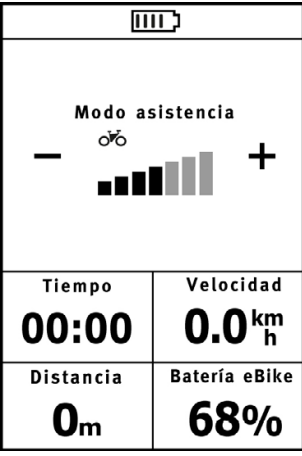 Modo asistencia
− +
Tiempo Velocidad
00:00 0.0 km/h
Distancia Batería eBike
0m 68%